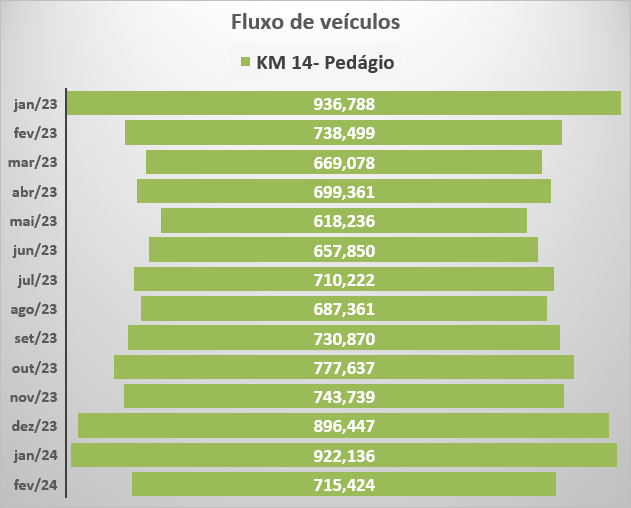 Fluxo de veículos
KM 14- Pedágio
jan/23 936,788
fev/23 738,499
mar/23 669,078
abr/23 699,361
mai/23 618,236
jun/23 657,850
jul/23 710,222
ago/23 687,361
set/23 730,870
out/23 777,637
nov/23 743,739
dez/23 896,447
jan/24 922,136
fev/24 715,424